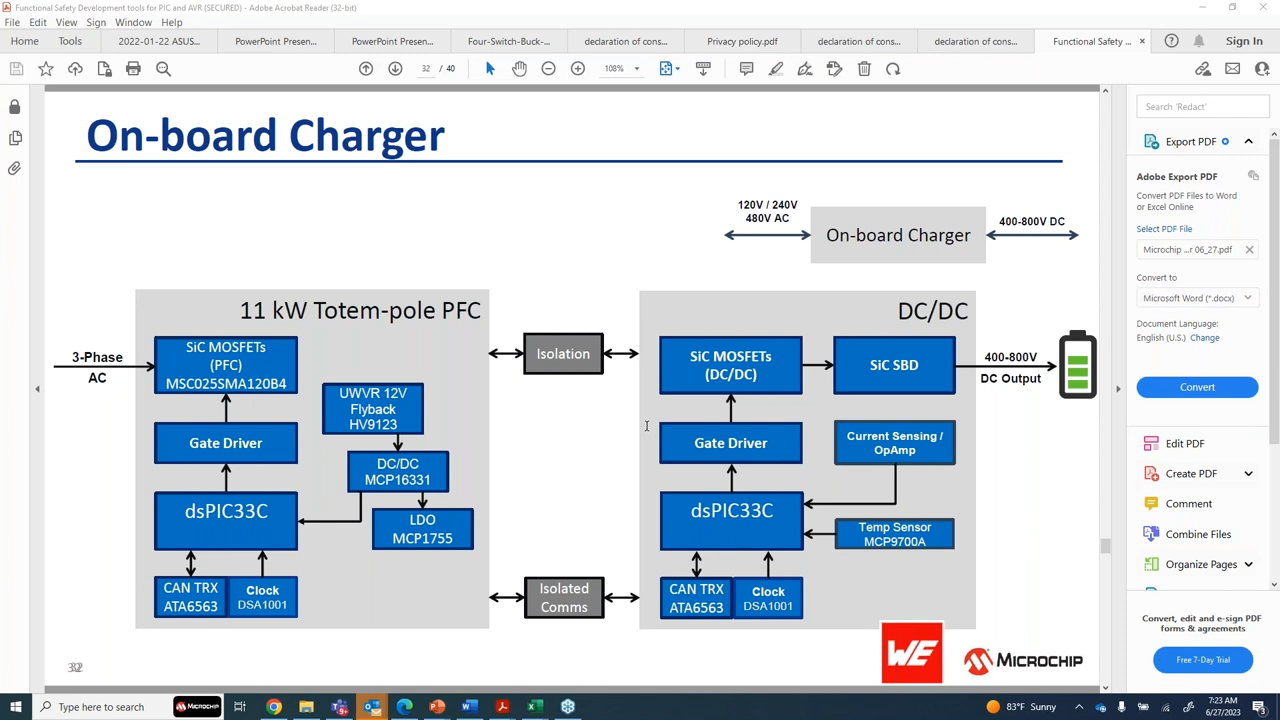 Functional Safety Development tools for PIC and AVR (SECURED) - Adobe Acrobat Reader (32-bit)
File Edit View Sign Window Help
Home Tools 2022-01-22 ASUS... PowerPoint Presen... PowerPoint Presen... Four-Switch-Buck-... declaration of cons... Privacy policy.pdf declaration of cons... declaration of cons... Functional Safety ... × Sign In
32 / 40 108%
On-board Charger
120V / 240V
480V AC
On-board Charger
400-800V DC
11 kW Totem-pole PFC
3-Phase
AC
SiC MOSFETs
(PFC)
MSC025SMA120B4
Gate Driver
dsPIC33C
CAN TRX
ATA6563
Clock
DSA1001
UWVR 12V
Flyback
HV9123
DC/DC
MCP16331
LDO
MCP1755
Isolation
Isolated
Comms
DC/DC
SiC MOSFETs
(DC/DC)
SiC SBD
400-800V
DC Output
Gate Driver
Current Sensing /
OpAmp
dsPIC33C
Temp Sensor
MCP9700A
CAN TRX
ATA6563
Clock
DSA1001
32
WE
MICROCHIP
Search 'Redact'
Export PDF
Adobe Export PDF
Convert PDF Files to Word
or Excel Online
Select PDF File
Microchip ...r 06_27.pdf
Convert to
Microsoft Word (*.docx)
Document Language:
English (U.S.) Change
Convert
Edit PDF
Create PDF
Comment
Combine Files
Organize Pages
Convert, edit and e-sign PDF
forms & agreements
Free 7-Day Trial
Type here to search
MICROCHIP
83°F Sunny
7:23 AM
6/27/2023